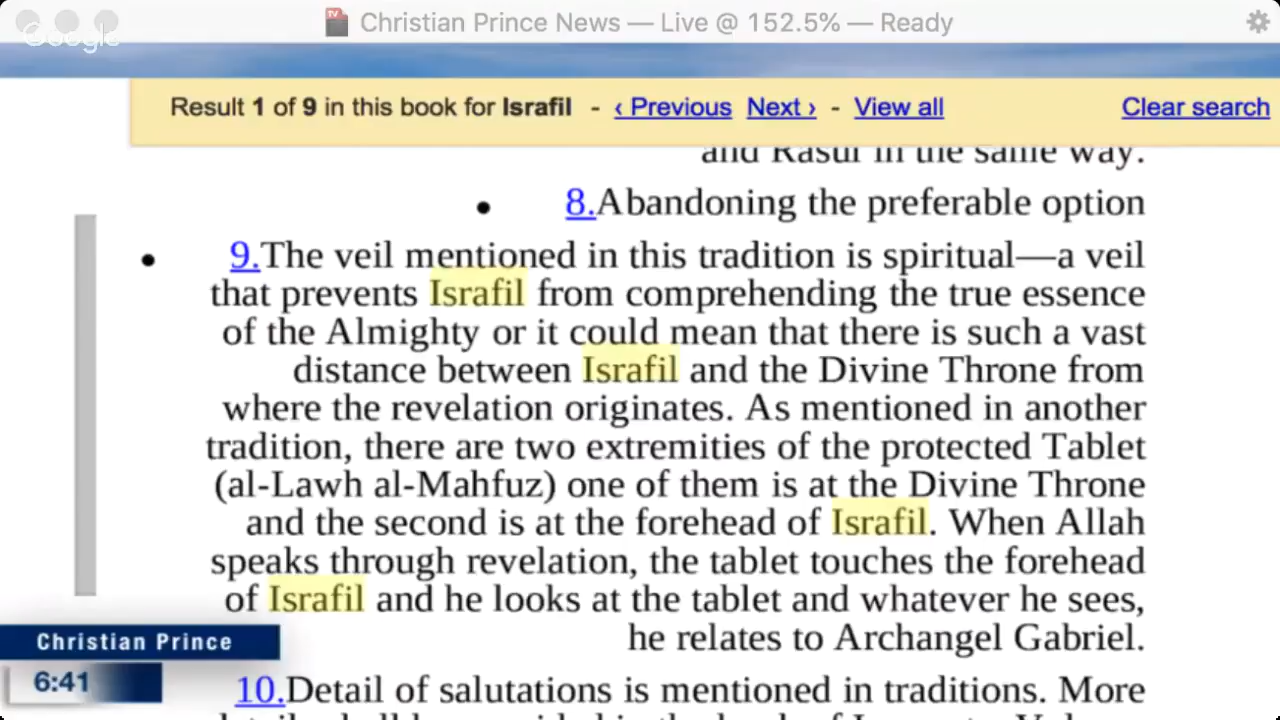 Christian Prince News — Live @ 152.5% — Ready
Google
Result 1 of 9 in this book for Israfil - ‹ Previous Next › - View all Clear search
and Rasul in the same way.
• 8.Abandoning the preferable option
• 9.The veil mentioned in this tradition is spiritual—a veil
that prevents Israfil from comprehending the true essence
of the Almighty or it could mean that there is such a vast
distance between Israfil and the Divine Throne from
where the revelation originates. As mentioned in another
tradition, there are two extremities of the protected Tablet
(al-Lawh al-Mahfuz) one of them is at the Divine Throne
and the second is at the forehead of Israfil. When Allah
speaks through revelation, the tablet touches the forehead
of Israfil and he looks at the tablet and whatever he sees,
he relates to Archangel Gabriel.
10.Detail of salutations is mentioned in traditions. More
Christian Prince
6:41